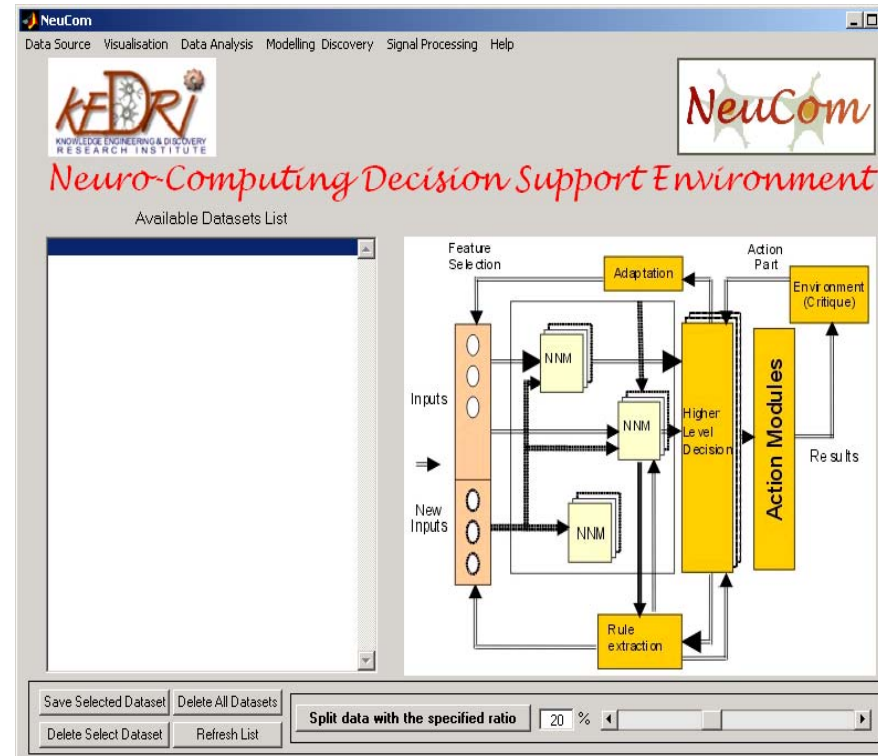 NeuCom
Data Source Visualisation Data Analysis Modelling Discovery Signal Processing Help
KEDRI
KNOWLEDGE ENGINEERING & DISCOVERY
RESEARCH INSTITUTE
NeuCom
Neuro-Computing Decision Support Environment
Available Datasets List
Feature
Selection
Adaptation
Action
Part
Environment
(Critique)
NNM
Inputs
NNM
Higher
Level
Decision
Action Modules
Results
New
Inputs
NNM
Rule
extraction
Save Selected Dataset
Delete All Datasets
Split data with the specified ratio
20 %
Delete Select Dataset
Refresh List